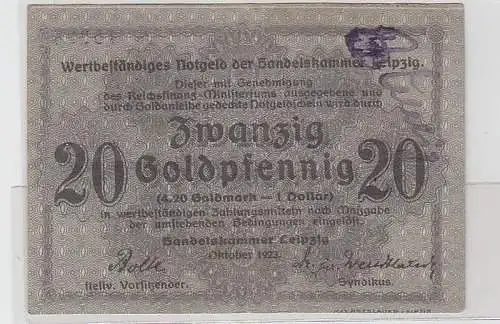 Wertbeständiges Notgeld der Handelskammer Leipzig.
Dieser mit Genehmigung
des Reichsfinanz-Ministeriums ausgegebene und
durch Goldanleihe gedeckte Notgeldschein wird durch
20 Zwanzig Goldpfennig 20
(4.20 Goldmark — 1 Dollar)
in wertbeständigen Zahlungsmitteln nach Maßgabe
der umstehenden Bedingungen eingelöst.
Handelskammer Leipzig
Oktober 1923.
stellv. Vorsitzender. Syndikus.